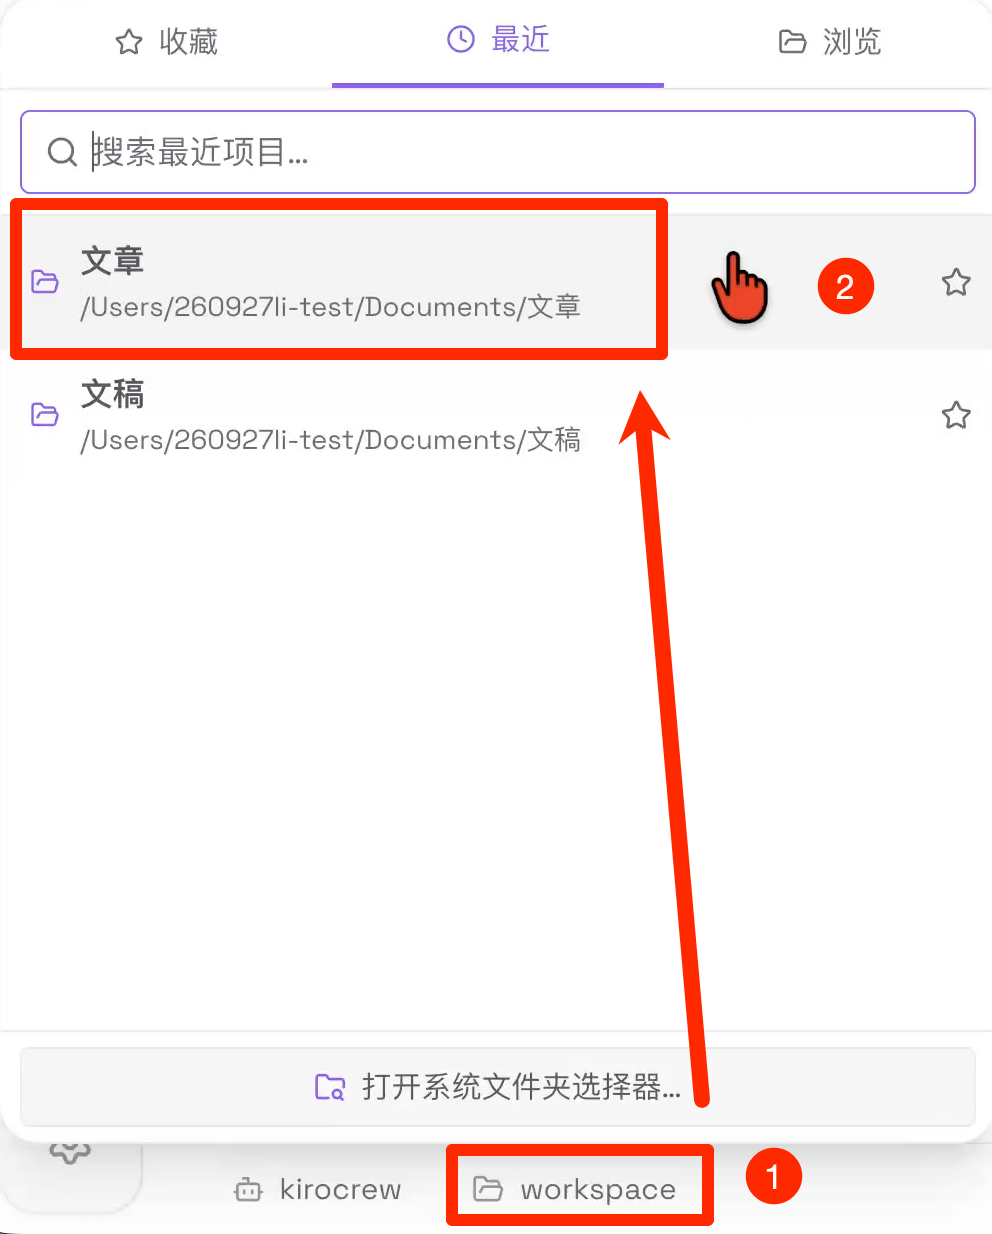 收藏
最近
浏览
搜索最近项目...
文章
/Users/260927li-test/Documents/文章
2
文稿
/Users/260927li-test/Documents/文稿
打开系统文件夹选择器...
kirocrew
workspace
1